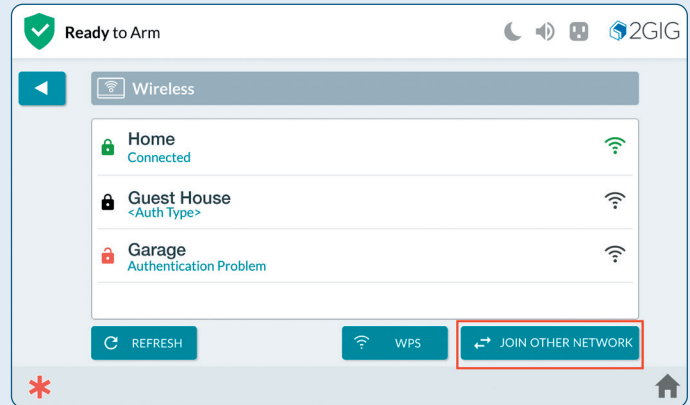 Ready to Arm
2GIG
Wireless
Home
Connected
Guest House
<Auth Type>
Garage
Authentication Problem
REFRESH
WPS
JOIN OTHER NETWORK